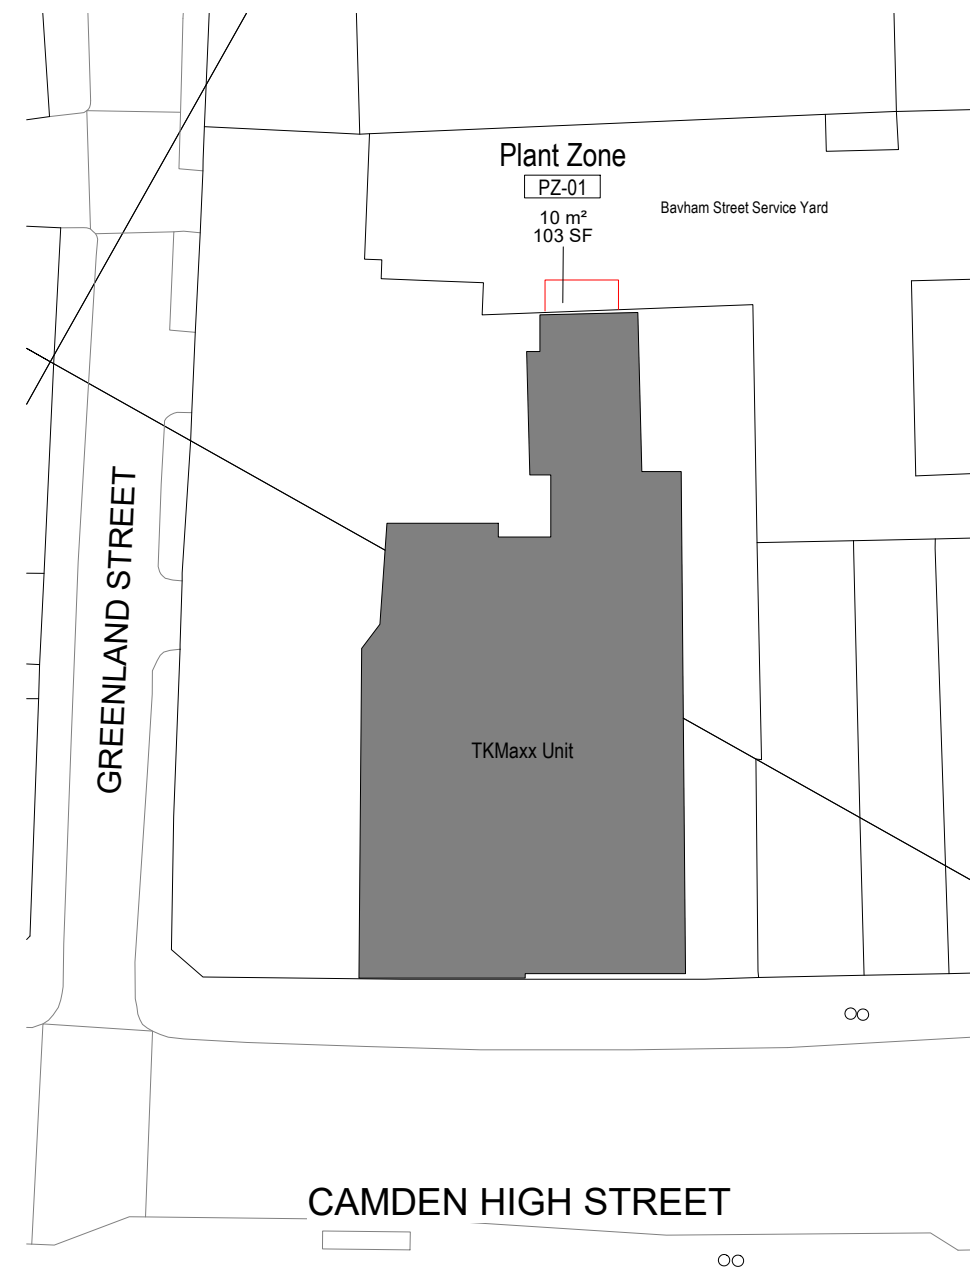 Plant Zone
PZ-01
10 m²
103 SF
Bavham Street Service Yard
GREENLAND STREET
TKMaxx Unit
CAMDEN HIGH STREET